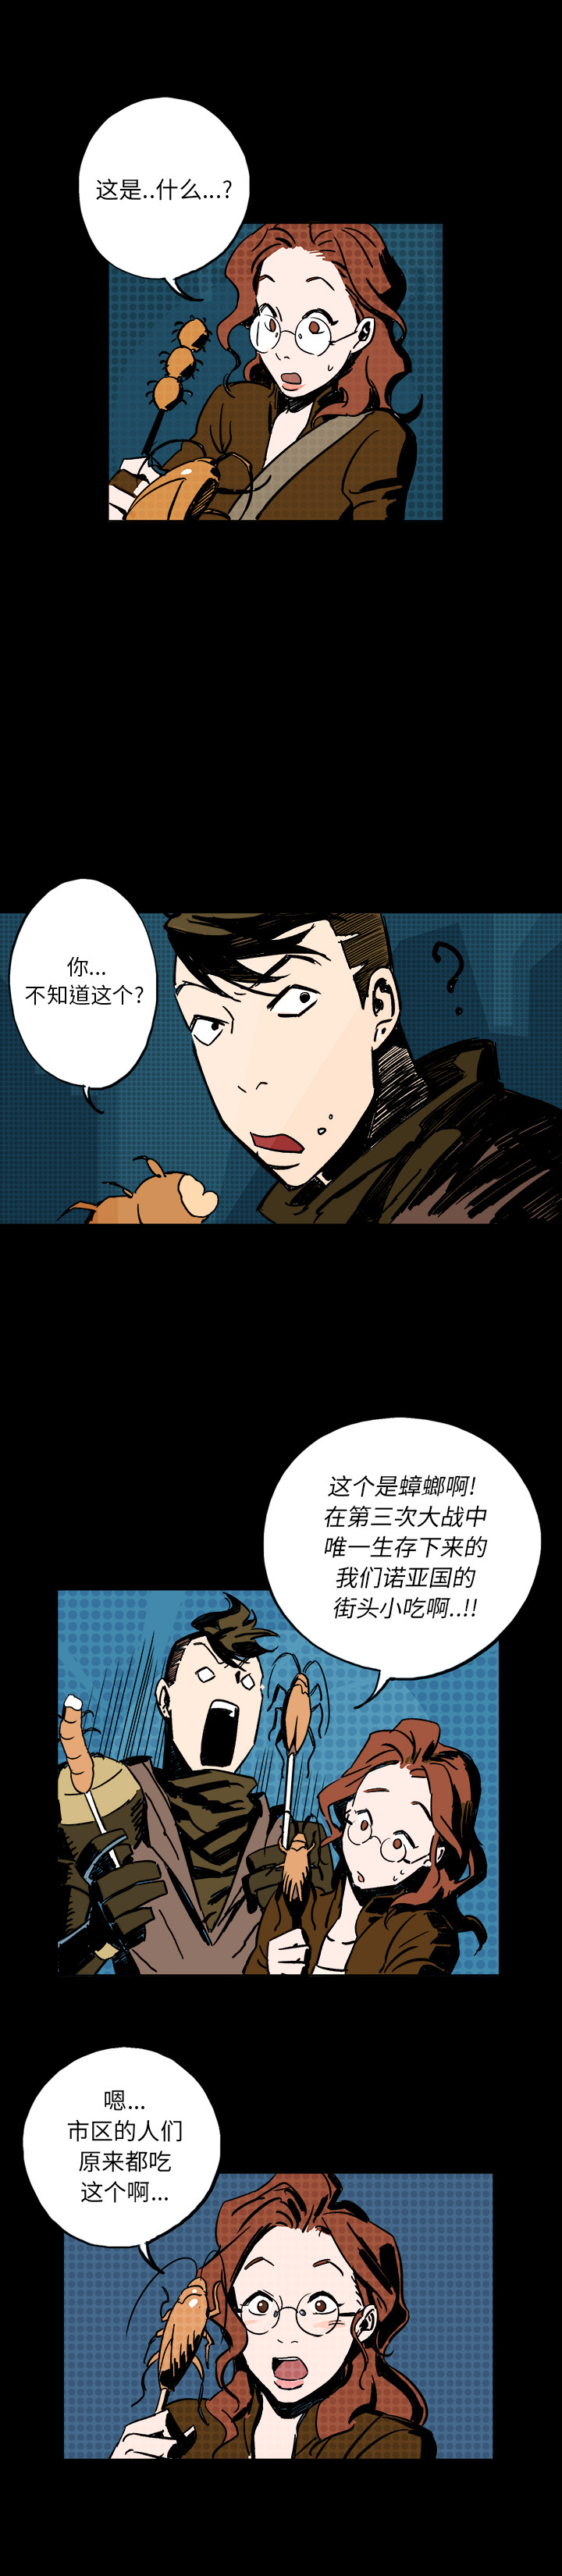 这是..什么...?
你...
不知道这个?
?
这个是蟑螂啊!
在第三次大战中
唯一生存下来的
我们诺亚国的
街头小吃啊..!!
嗯...
市区的人们
原来都吃
这个啊...